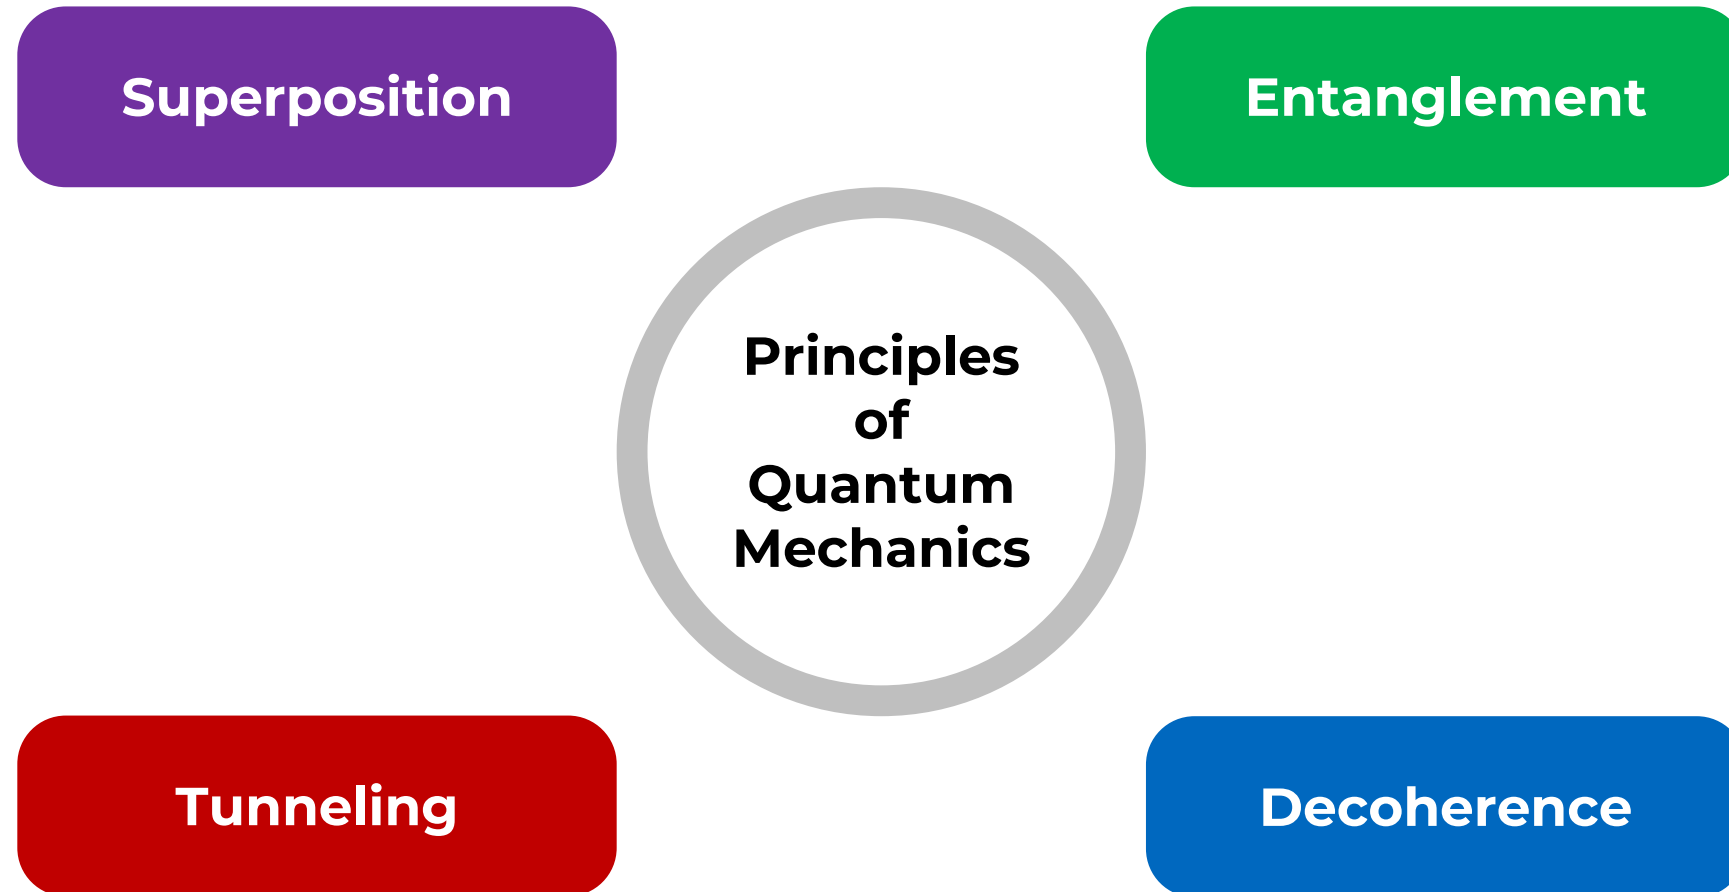 Superposition
Entanglement
Principles
of
Quantum
Mechanics
Tunneling
Decoherence